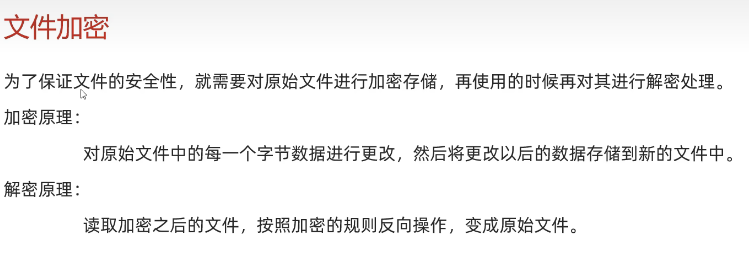 文件加密
为了保证文件的安全性，就需要对原始文件进行加密存储，再使用的时候再对其进行解密处理。
加密原理：
对原始文件中的每一个字节数据进行更改，然后将更改以后的数据存储到新的文件中。
解密原理：
读取加密之后的文件，按照加密的规则反向操作，变成原始文件。